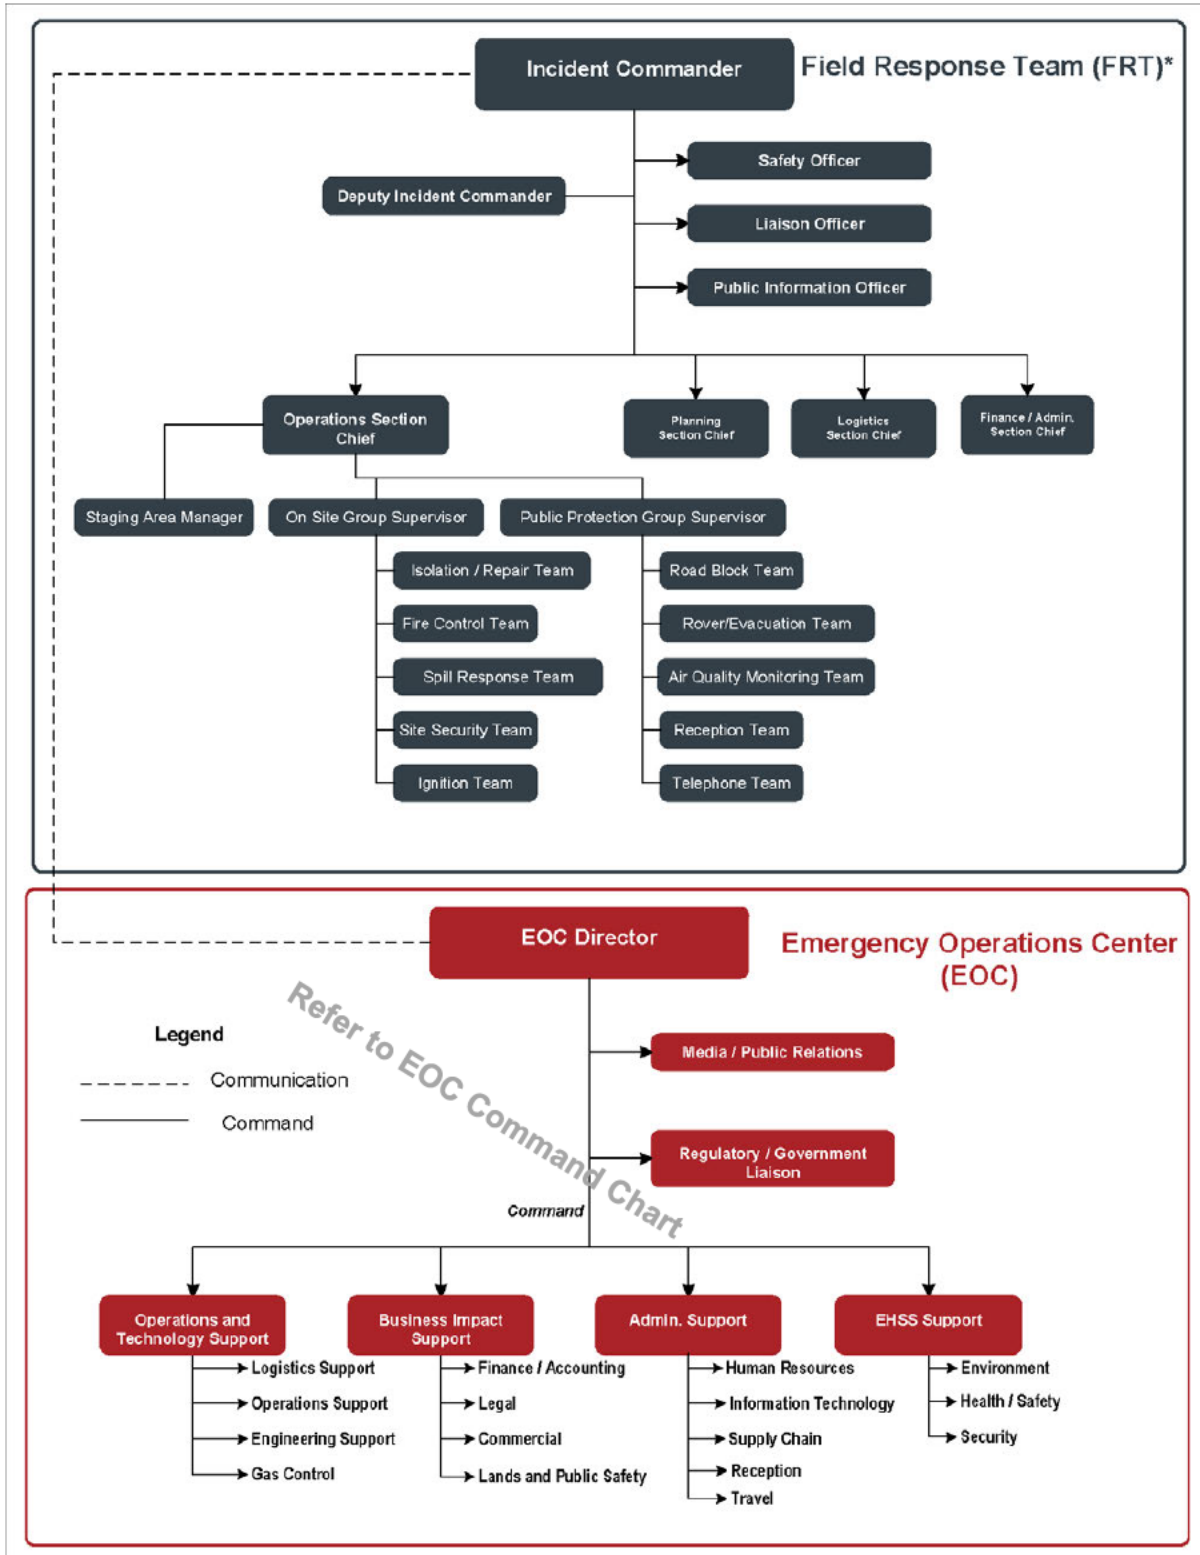 Incident Commander
Field Response Team (FRT)*
Safety Officer
Deputy Incident Commander
Liaison Officer
Public Information Officer
Operations Section
Chief
Planning
Section Chief
Logistics
Section Chief
Finance / Admin.
Section Chief
Staging Area Manager
On Site Group Supervisor
Public Protection Group Supervisor
Isolation / Repair Team
Road Block Team
Fire Control Team
Rover/Evacuation Team
Spill Response Team
Air Quality Monitoring Team
Site Security Team
Reception Team
Ignition Team
Telephone Team
EOC Director
Emergency Operations Center
(EOC)
Refer to EOC Command Chart
Legend
Communication
Command
Media / Public Relations
Regulatory / Government
Liaison
Command
Operations and
Technology Support
Logistics Support
Operations Support
Engineering Support
Gas Control
Business Impact
Support
Finance / Accounting
Legal
Commercial
Lands and Public Safety
Admin. Support
Human Resources
Information Technology
Supply Chain
Reception
Travel
EHSS Support
Environment
Health / Safety
Security